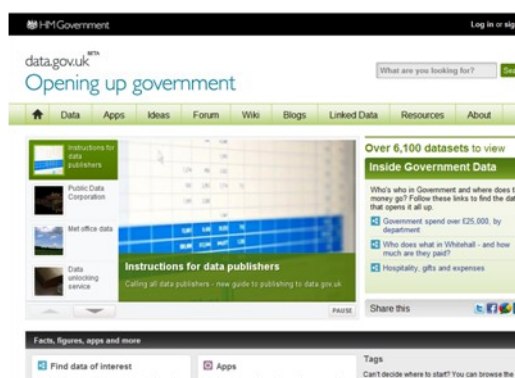 HM Government
Log in or sig
data.gov.uk BETA
Opening up government
What are you looking for?
Sea
Data Apps Ideas Forum Wiki Blogs Linked Data Resources About
Instructions for
data
publishers
Public Data
Corporation
Met office data
Data
unlocking
service
Instructions for data publishers
Calling all data publishers - new guide to publishing to data.gov.uk
PAUSE
Over 6,100 datasets to view
Inside Government Data
Who's who in Government and where does t
money go? Follow these links to find the dat
that opens it all up.
Government spend over £25,000, by
department
Who does what in Whitehall - and how
much are they paid?
Hospitality, gifts and expenses
Share this
Facts, figures, apps and more
Find data of interest
Apps
Tags
Can't decide where to start? You can browse the